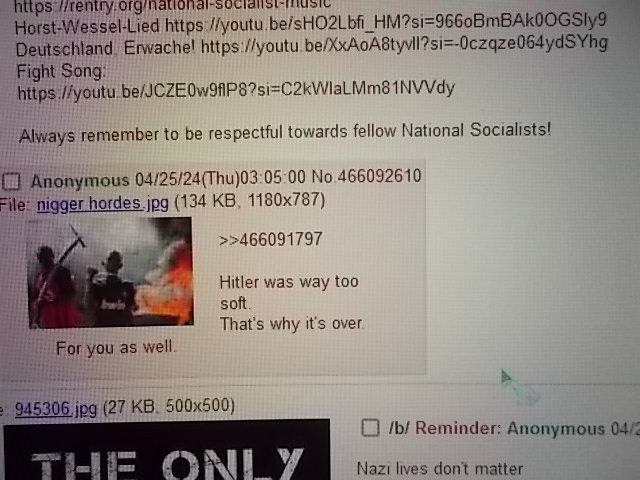 https://rentry.org/national-socialist-music
Horst-Wessel-Lied https://youtu.be/sHO2Lbfi_HM?si=966oBmBAk0OGSIy9
Deutschland Erwache! https://youtu.be/XxAoA8tyvlI?si=-0czqze064ydSYhg
Fight Song:
https://youtu.be/JCZE0w9flP8?si=C2kWlaLMm81NVVdy
Always remember to be respectful towards fellow National Socialists!
Anonymous 04/25/24(Thu)03:05:00 No.466092610
File: nigger hordes.jpg (134 KB, 1180x787)
>>466091797
Hitler was way too
soft.
That's why it's over.
For you as well.
945306.jpg (27 KB, 500x500)
/b/ Reminder: Anonymous 04/2
THE ONLY
Nazi lives don't matter